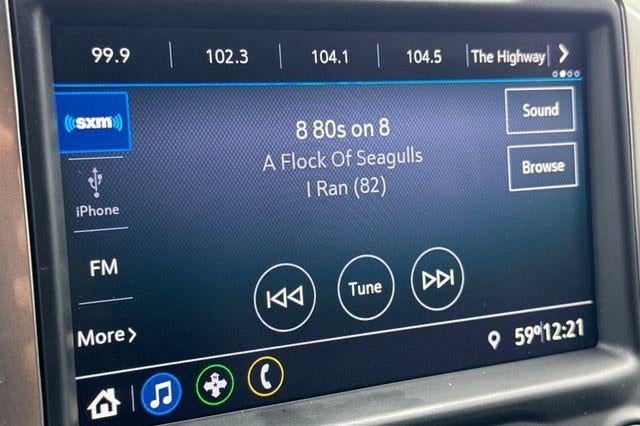 99.9 102.3 104.1 104.5 The Highway
sxm
8 80s on 8
Sound
A Flock Of Seagulls
I Ran (82)
Browse
iPhone
FM
Tune
More
59° 12:21